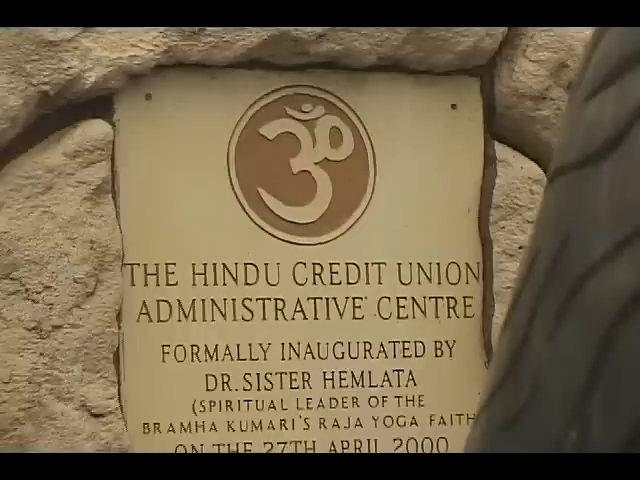 ॐ
THE HINDU CREDIT UNION
ADMINISTRATIVE CENTRE
FORMALLY INAUGURATED BY
DR. SISTER HEMLATA
(SPIRITUAL LEADER OF THE
BRAMHA KUMARI'S RAJA YOGA FAITH
ON THE 27TH APRIL 2000